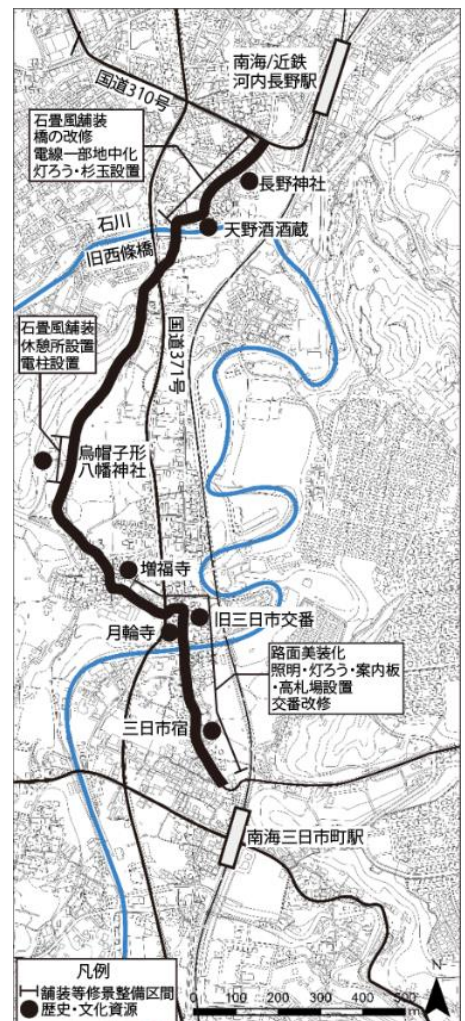 南海/近鉄
河内長野駅
国道310号
石畳風舗装
橋の改修
電線一部地中化
灯ろう・杉玉設置
長野神社
石川
天野酒酒蔵
旧西條橋
石畳風舗装
休憩所設置
電柱設置
国道371号
烏帽子形
八幡神社
増福寺
旧三日市交番
月輪寺
路面美装化
照明・灯ろう・案内板
・高札場設置
交番改修
三日市宿
南海三日市町駅
凡例
舗装等修景整備区間
歴史・文化資源
0 100 200 300 400 500
m
N